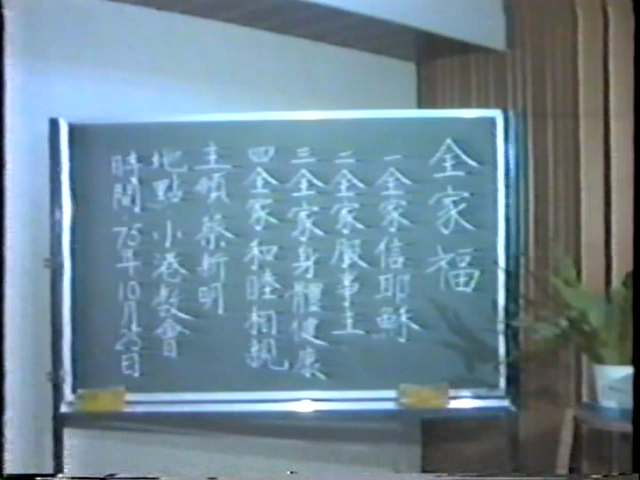 全家福
一 全家信耶穌
二 全家服事主
三 全家身體健康
四 全家和睦相親
主領 蔡新明
地點 小港教會
時間 75年10月25日